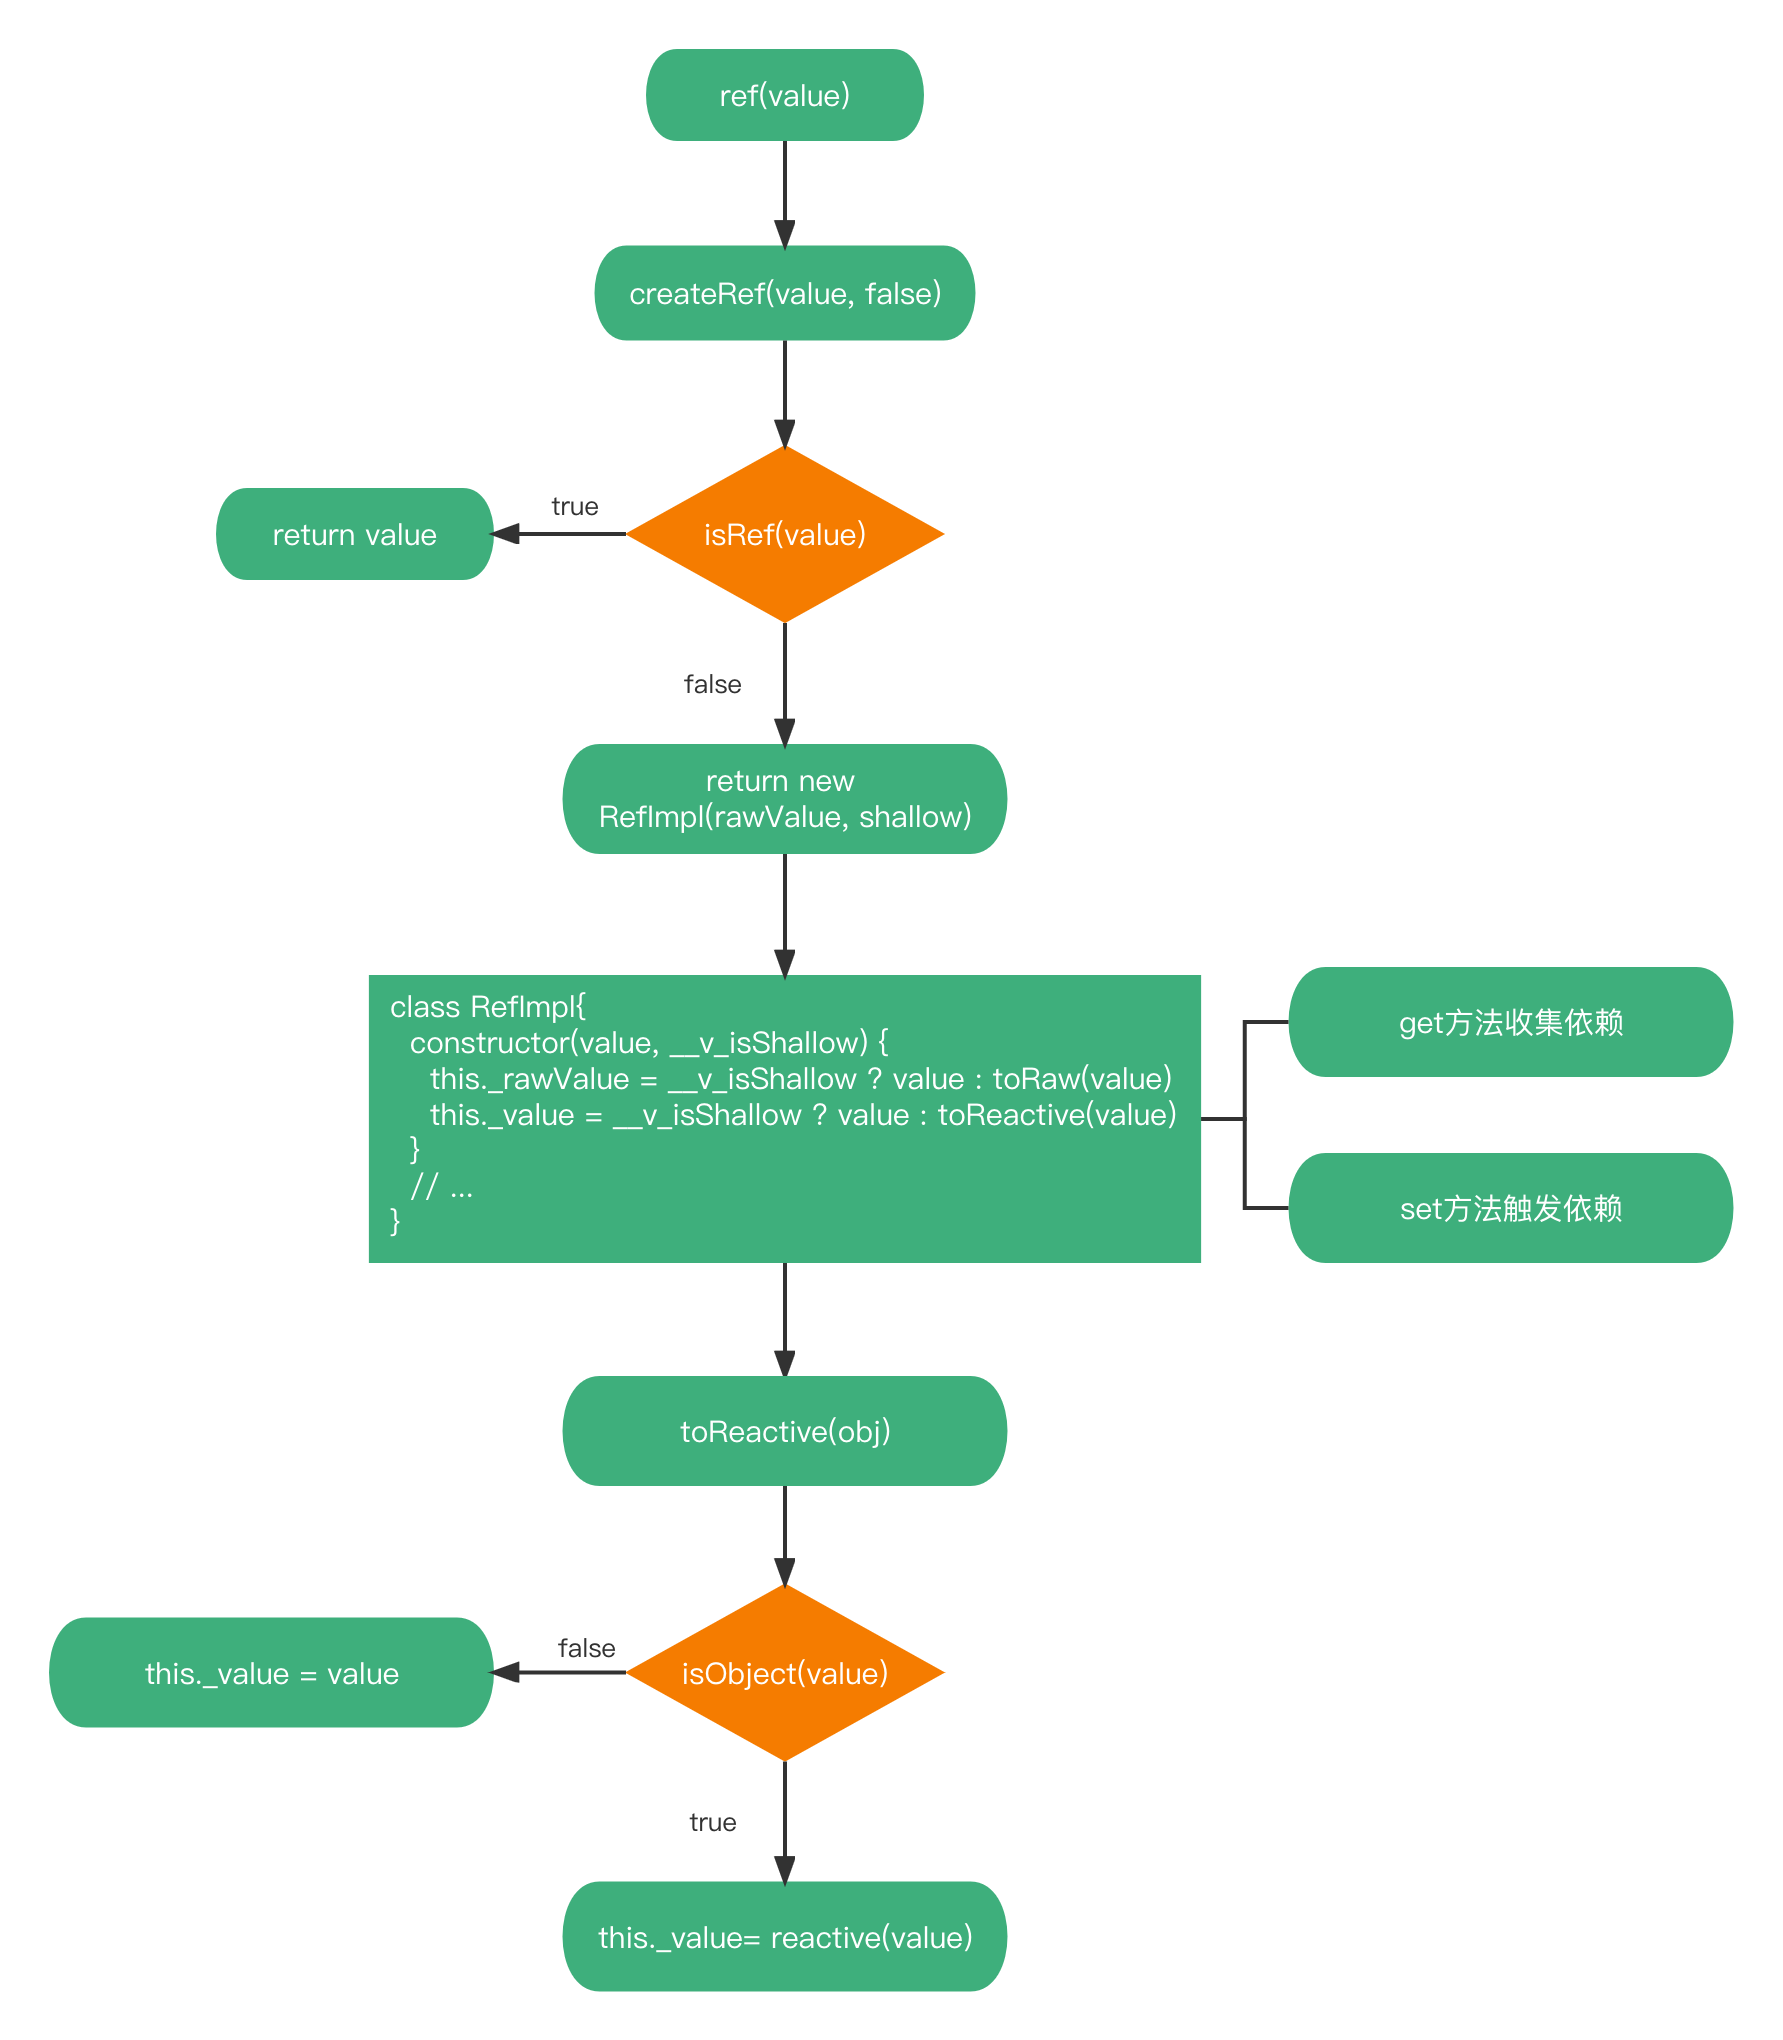 ref(value)
createRef(value, false)
isRef(value)
true
return value
false
return new
RefImpl(rawValue, shallow)
class RefImpl{
  constructor(value, __v_isShallow) {
    this._rawValue = __v_isShallow ? value : toRaw(value)
    this._value = __v_isShallow ? value : toReactive(value)
  }
  // ...
}
get方法收集依赖
set方法触发依赖
toReactive(obj)
isObject(value)
false
this._value = value
true
this._value= reactive(value)